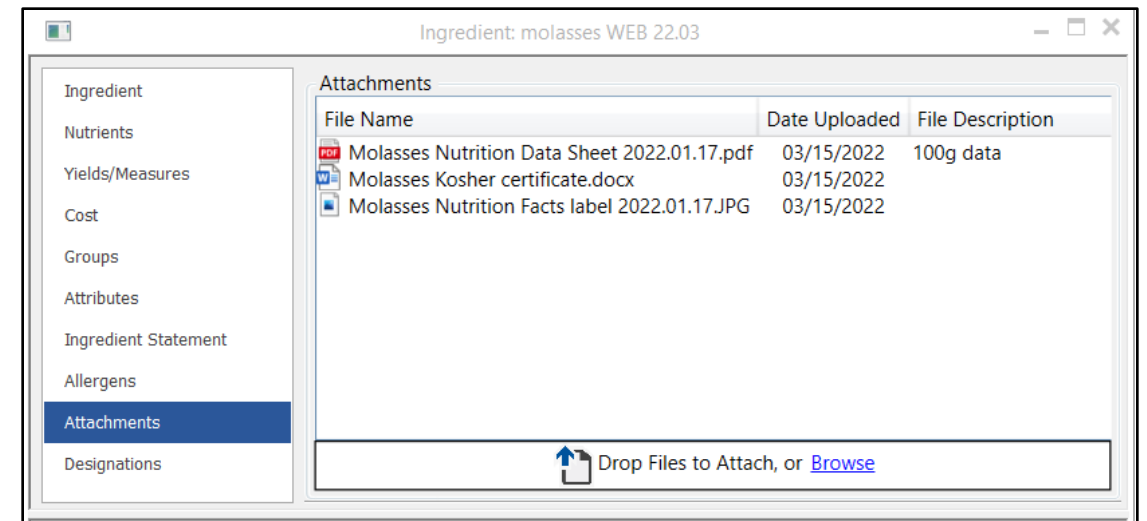 Ingredient: molasses WEB 22.03
Ingredient
Nutrients
Yields/Measures
Cost
Groups
Attributes
Ingredient Statement
Allergens
Attachments
Designations
Attachments
File Name Date Uploaded File Description
PDF Molasses Nutrition Data Sheet 2022.01.17.pdf 03/15/2022 100g data
W Molasses Kosher certificate.docx 03/15/2022
Molasses Nutrition Facts label 2022.01.17.JPG 03/15/2022
Drop Files to Attach, or Browse